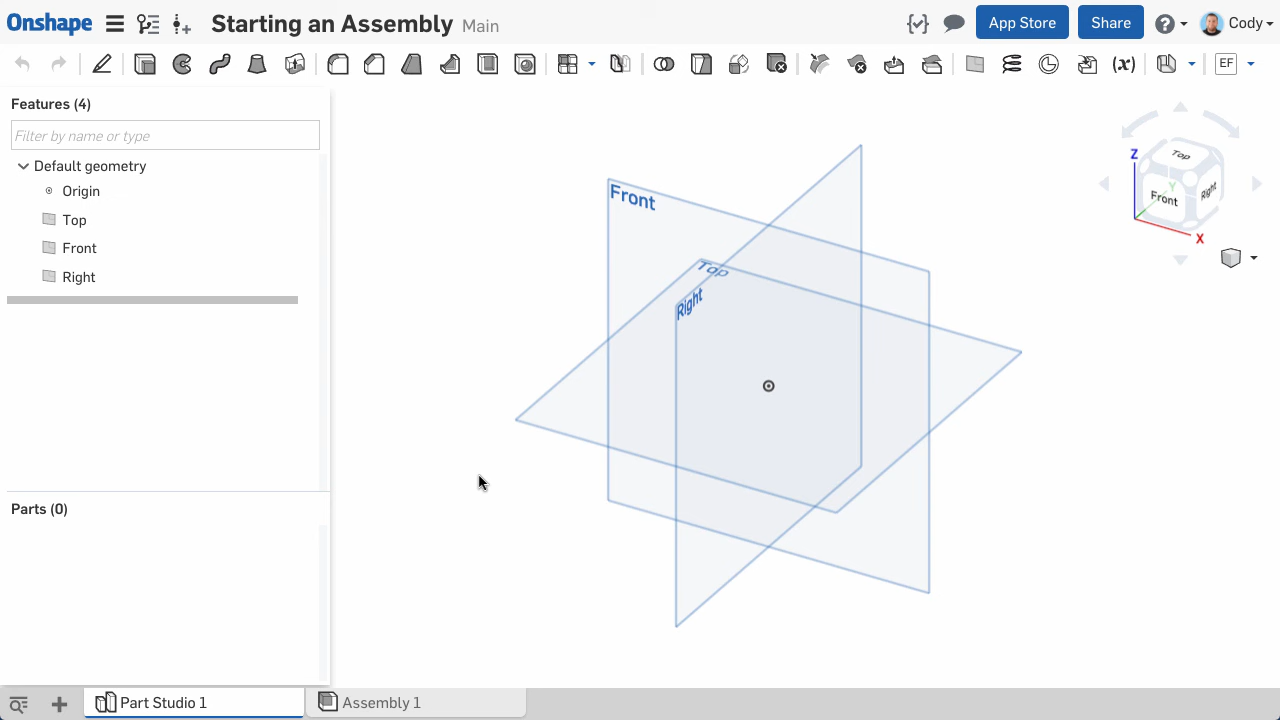 Onshape
Starting an Assembly Main
App Store
Share
Cody
(x)
EF
Features (4)
Filter by name or type
Default geometry
Origin
Top
Front
Right
Parts (0)
Front
Top
Right
Z
Top
Y
Front
Right
X
Part Studio 1
Assembly 1